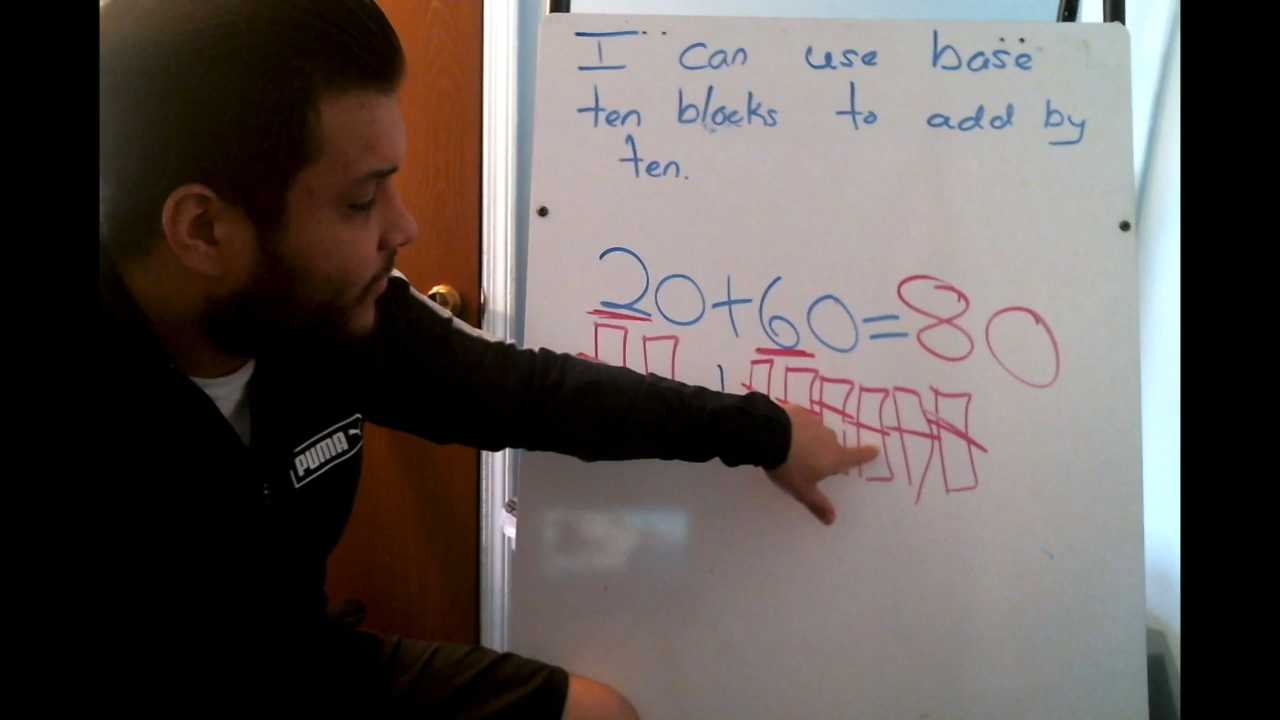 I can use base
ten blocks to add by
ten.
20+60=80
+
PUMA